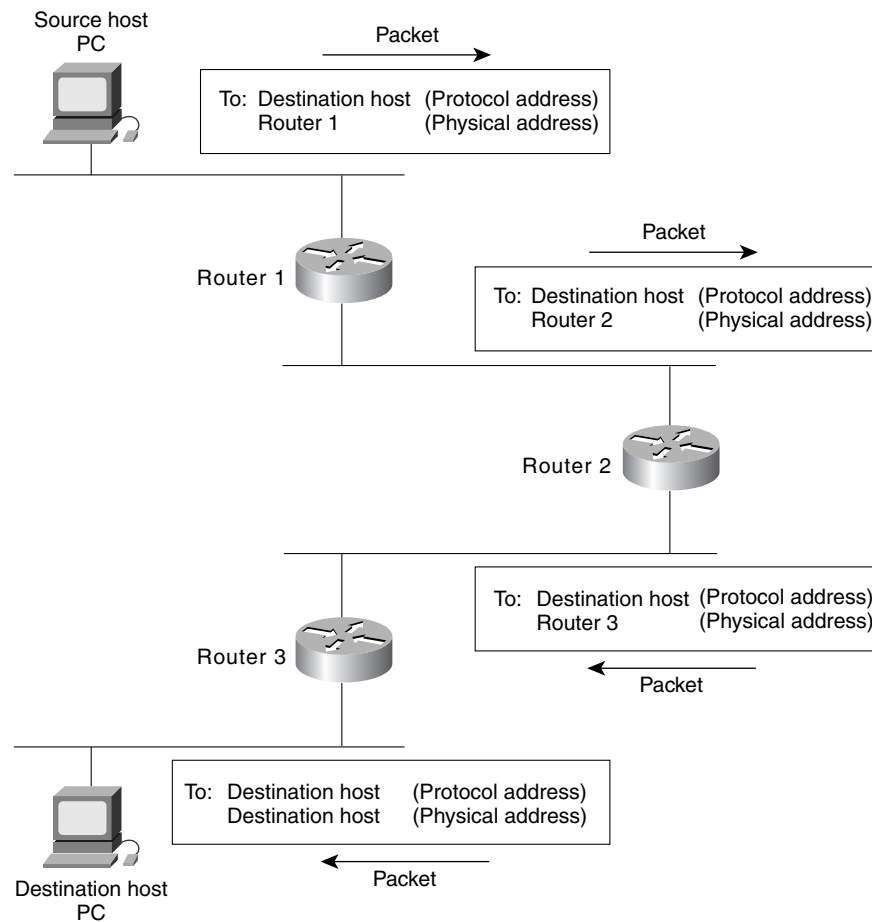 Source host
PC
Packet
To: Destination host (Protocol address)
Router 1 (Physical address)
Router 1
Packet
To: Destination host (Protocol address)
Router 2 (Physical address)
Router 2
To: Destination host (Protocol address)
Router 3 (Physical address)
Router 3
Packet
To: Destination host (Protocol address)
Destination host (Physical address)
Packet
Destination host
PC